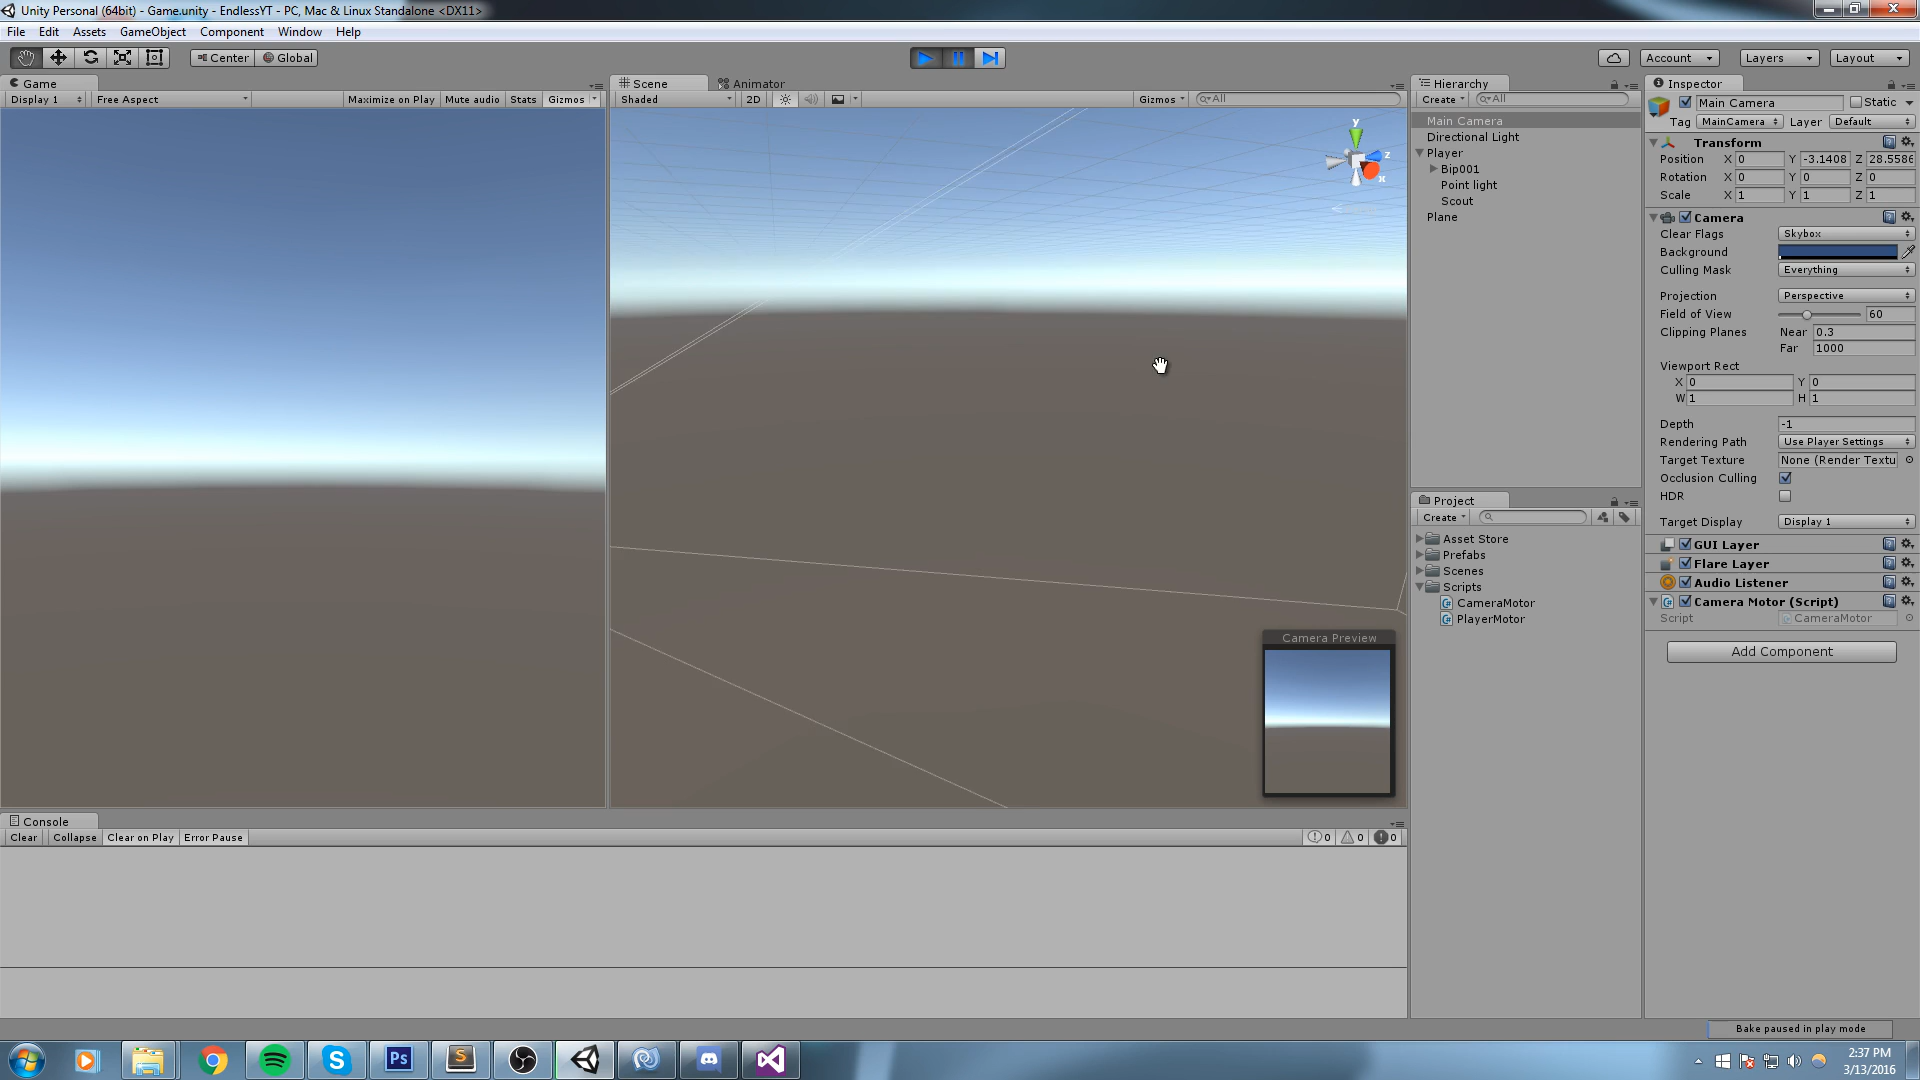 Unity Personal (64bit) - Game.unity - EndlessYT - PC, Mac & Linux Standalone <DX11>
File Edit Assets GameObject Component Window Help
Center Global Account Layers Layout
Game
Display 1 Free Aspect Maximize on Play Mute audio Stats Gizmos
Scene Animator
Shaded 2D Gizmos All
y
z
x
Camera Preview
Hierarchy
Create All
Main Camera
Directional Light
Player
Bip001
Point light
Scout
Plane
Project
Create
Asset Store
Prefabs
Scenes
Scripts
CameraMotor
PlayerMotor
Inspector
Main Camera Static
Tag MainCamera Layer Default
Transform
Position X 0 Y -3.1408 Z 28.5586
Rotation X 0 Y 0 Z 0
Scale X 1 Y 1 Z 1
Camera
Clear Flags Skybox
Background
Culling Mask Everything
Projection Perspective
Field of View 60
Clipping Planes Near 0.3
Far 1000
Viewport Rect
X 0 Y 0
W 1 H 1
Depth -1
Rendering Path Use Player Settings
Target Texture None (Render Textu
Occlusion Culling
HDR
Target Display Display 1
GUI Layer
Flare Layer
Audio Listener
Camera Motor (Script)
Script CameraMotor
Add Component
Console
Clear Collapse Clear on Play Error Pause 0 0 0
Bake paused in play mode
Ps S S
2:37 PM
3/13/2016